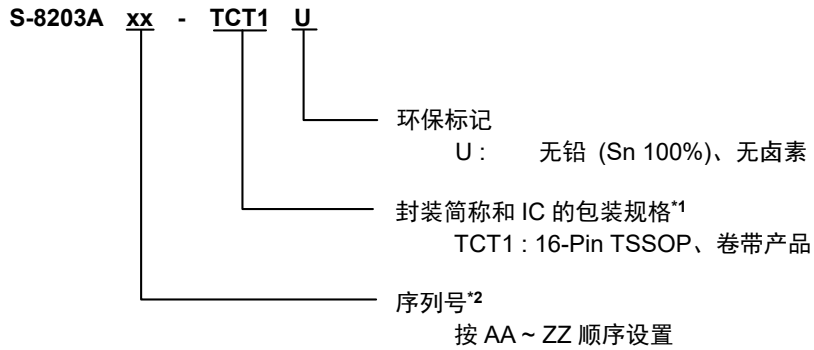 S-8203A xx - TCT1 U
环保标记
U : 无铅 (Sn 100%)、无卤素
封装简称和 IC 的包装规格*1
TCT1 : 16-Pin TSSOP、卷带产品
序列号*2
按 AA ~ ZZ 顺序设置